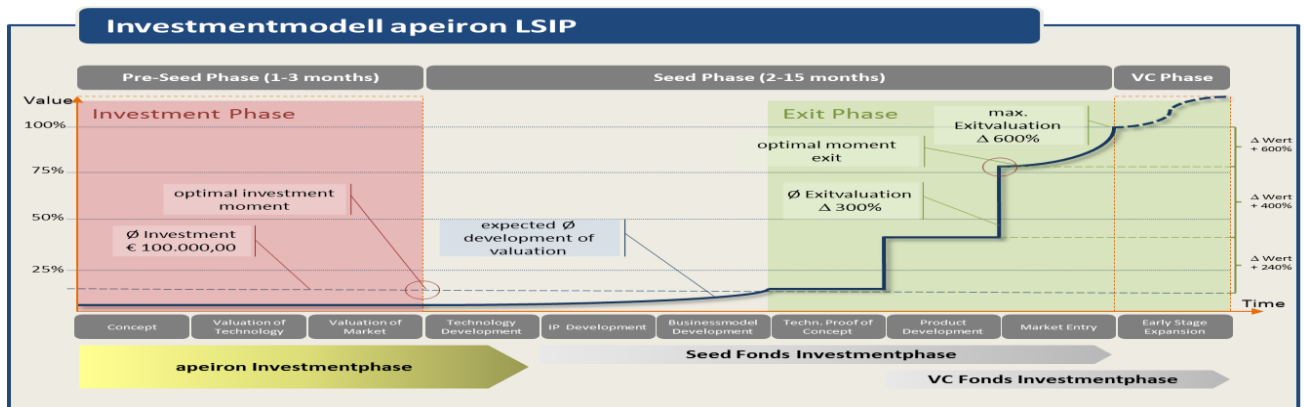 Investmentmodell apeiron LSIP
Pre-Seed Phase (1-3 months)
Seed Phase (2-15 months)
VC Phase
Value
100%
75%
50%
25%
Investment Phase
optimal investment
moment
Ø Investment
€ 100.000,00
expected Ø
development of
valuation
Exit Phase
max.
Exitvaluation
Δ 600%
optimal moment
exit
Ø Exitvaluation
Δ 300%
Δ Wert
+ 600%
Δ Wert
+ 400%
Δ Wert
+ 240%
Time
Concept
Valuation of
Technology
Valuation of
Market
Technology
Development
IP Development
Businessmodel
Development
Techn. Proof of
Concept
Product
Development
Market Entry
Early Stage
Expansion
apeiron Investmentphase
Seed Fonds Investmentphase
VC Fonds Investmentphase